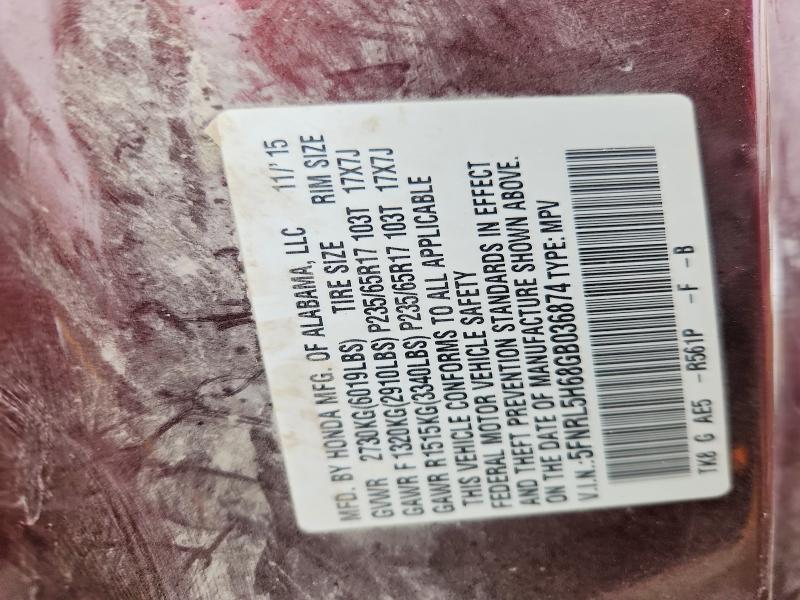 MFD. BY HONDA MFG. OF ALABAMA, LLC 11/'15
GVWR 2730KG(6019LBS) TIRE SIZE RIM SIZE
GAWR F1320KG(2910LBS) P235/65R17 103T 17X7J
GAWR R1515KG(3340LBS) P235/65R17 103T 17X7J
THIS VEHICLE CONFORMS TO ALL APPLICABLE
FEDERAL MOTOR VEHICLE SAFETY
AND THEFT PREVENTION STANDARDS IN EFFECT
ON THE DATE OF MANUFACTURE SHOWN ABOVE.
V.I.N.:5FNRL5H68GB036874 TYPE: MPV
TK8 G AE5 -R561P -F -B